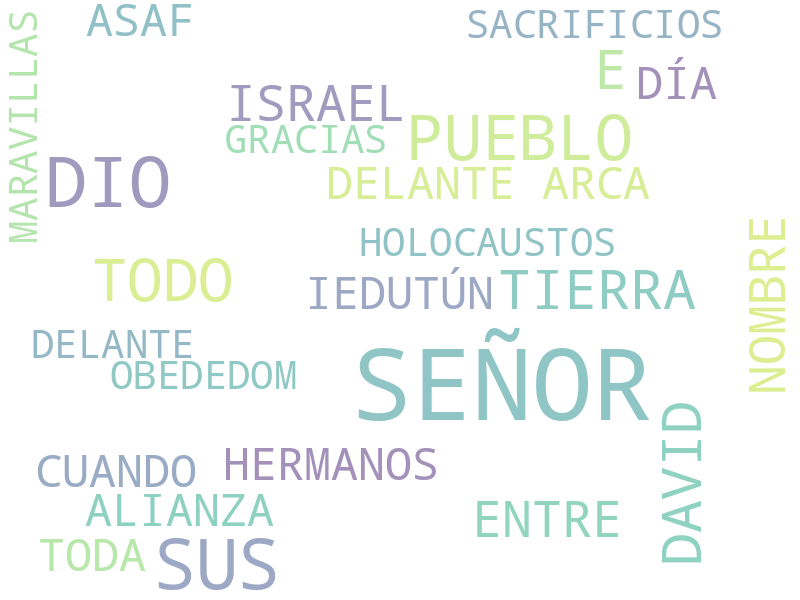 ASAF
SACRIFICIOS
MARAVILLAS
E
DÍA
ISRAEL
GRACIAS
PUEBLO
DIO
DELANTE ARCA
HOLOCAUSTOS
NOMBRE
TODO
IEDUTÚN
TIERRA
DELANTE
OBEDEDOM
SEÑOR
DAVID
CUANDO
HERMANOS
ALIANZA
ENTRE
TODA
SUS